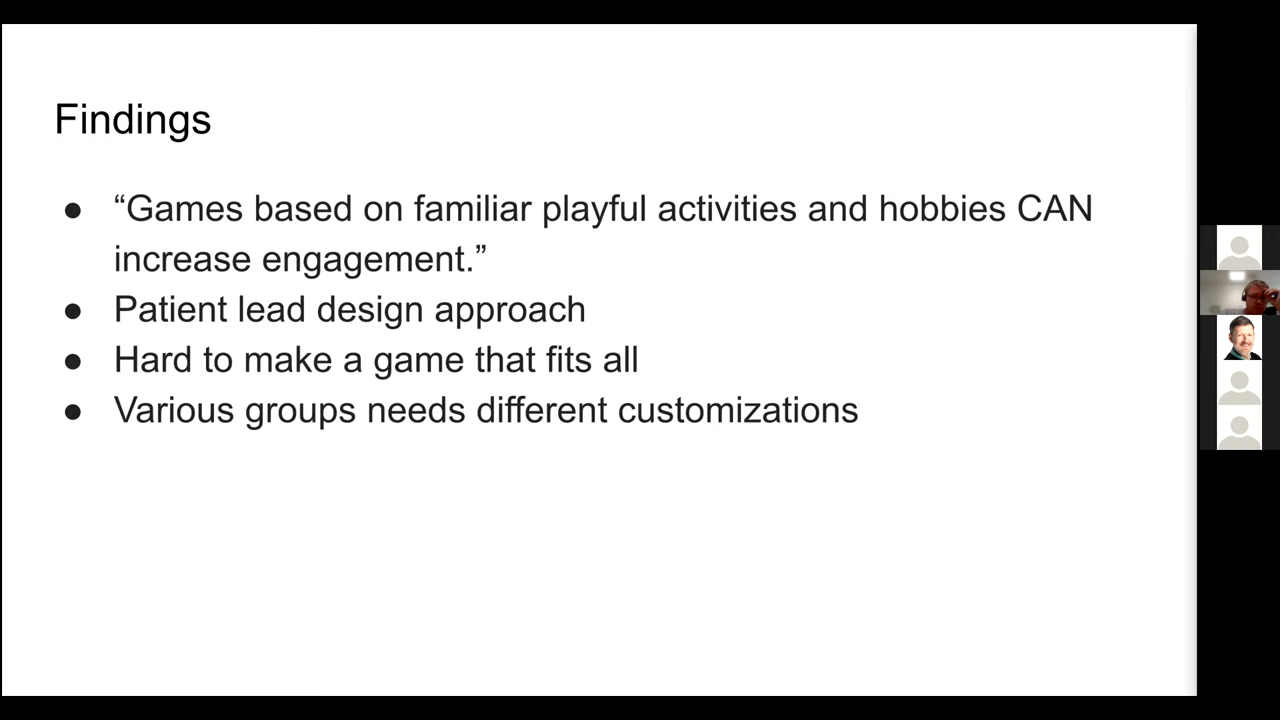 Findings
● “Games based on familiar playful activities and hobbies CAN
increase engagement.”
● Patient lead design approach
● Hard to make a game that fits all
● Various groups needs different customizations